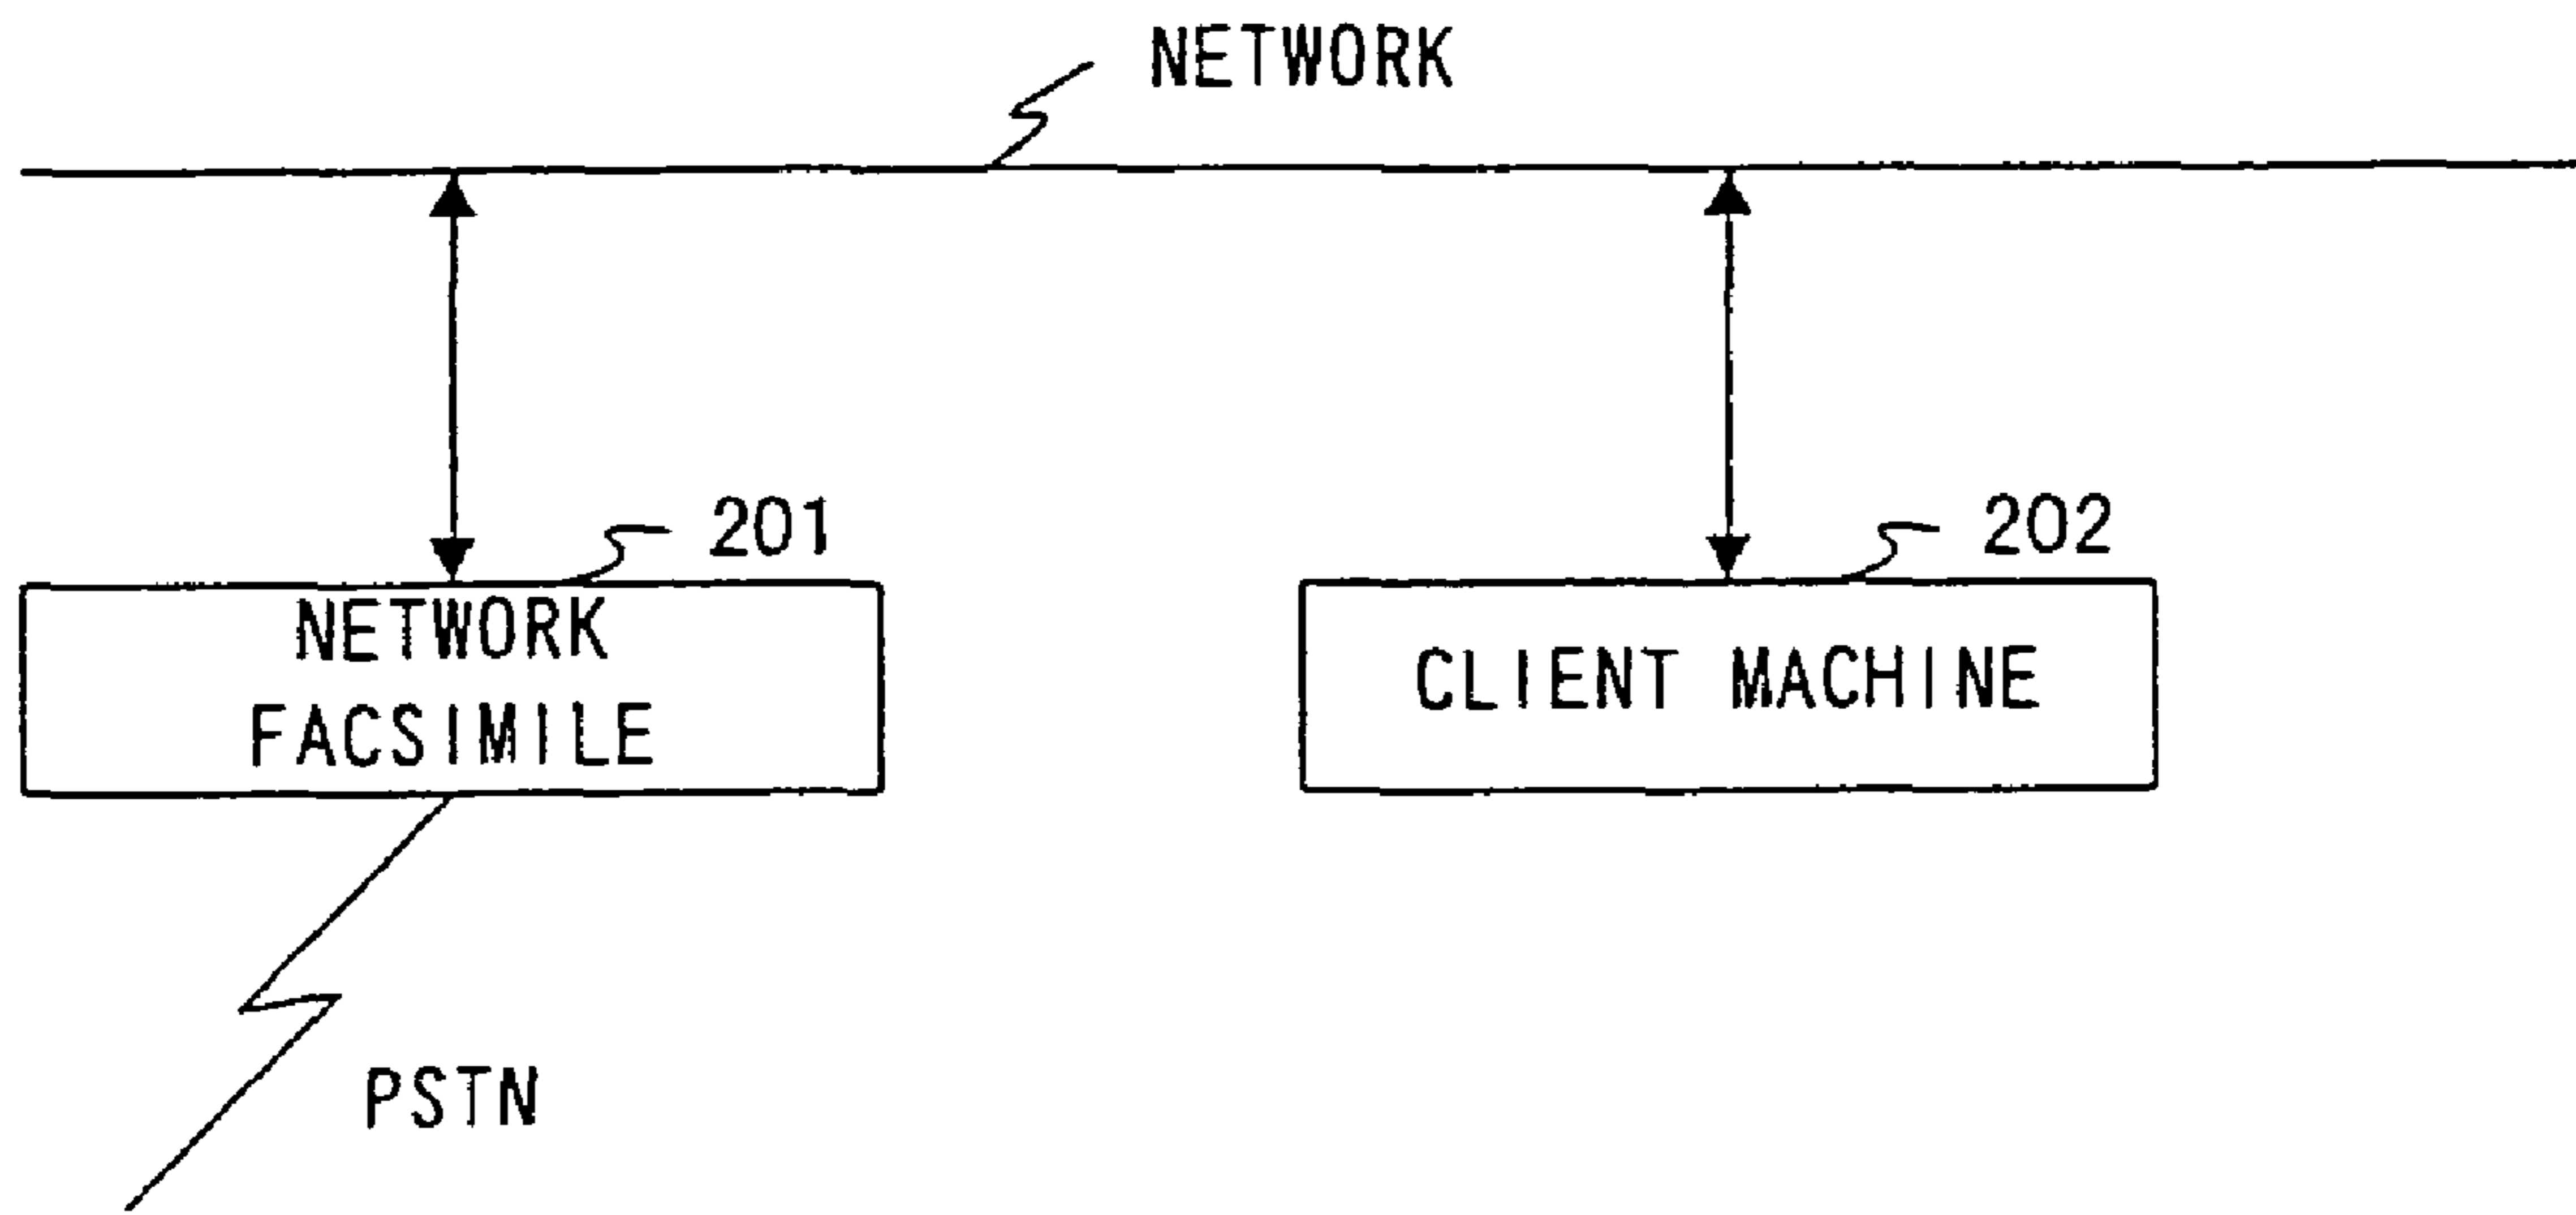 NETWORK
201
202
NETWORK
FACSIMILE
CLIENT MACHINE
PSTN